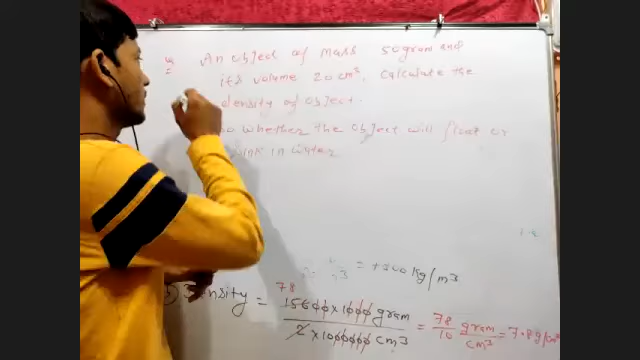 Q An object of mass 50 gram and
its volume 20 cm³. Calculate the
density of object.
whether the object will float or
sink in water
kg/m³
78
Density = 15600 x 1000 gram / 2 x 1000000 cm³ = 78 gram / 10 cm³ = 7.8 g/cm³